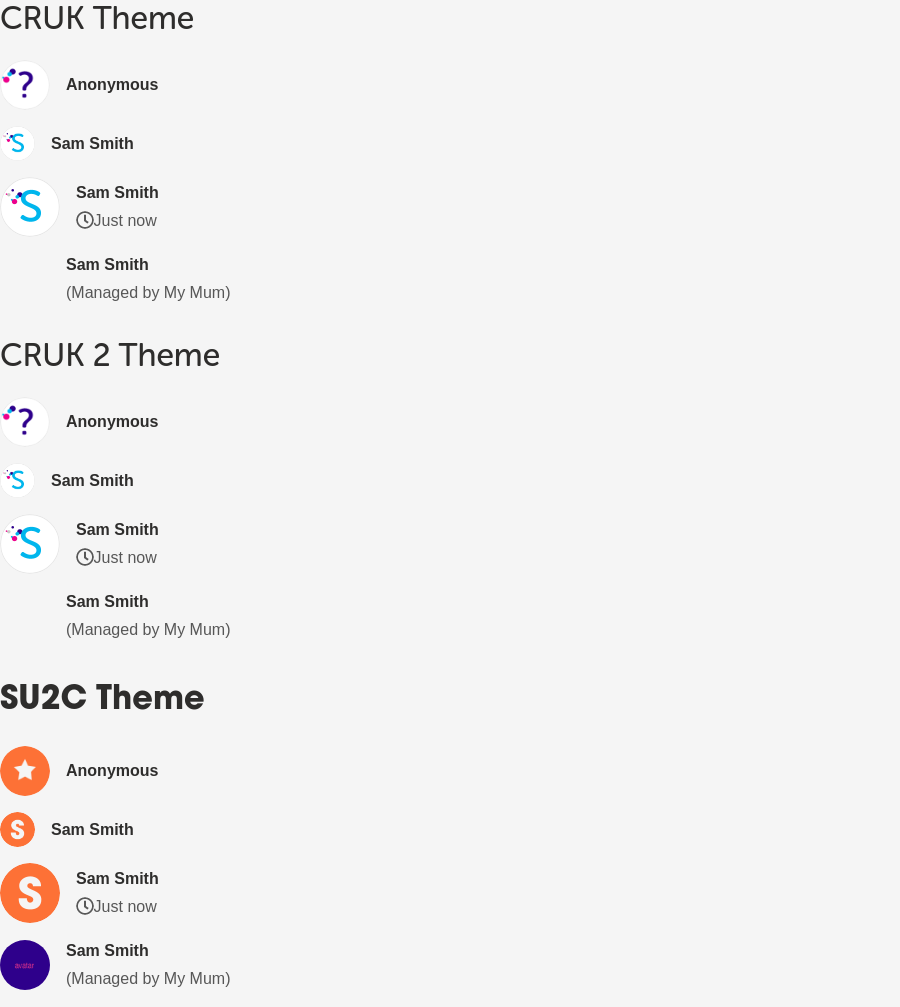 CRUK Theme
? Anonymous
S Sam Smith
S Sam Smith
Just now
Sam Smith
(Managed by My Mum)
CRUK 2 Theme
? Anonymous
S Sam Smith
S Sam Smith
Just now
Sam Smith
(Managed by My Mum)
SU2C Theme
Anonymous
S Sam Smith
S Sam Smith
Just now
avatar Sam Smith
(Managed by My Mum)